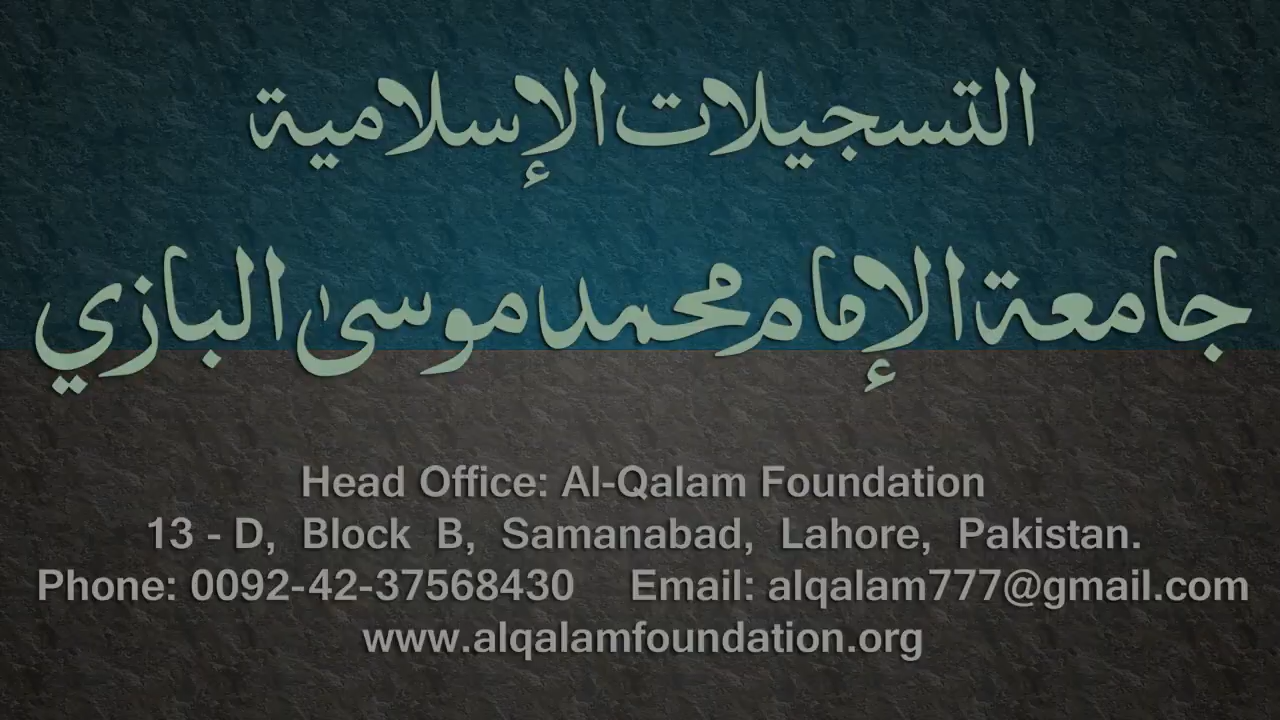 التسجيلات الإسلامية
جامعة الإمام محمد موسىٰ البازي
Head Office: Al-Qalam Foundation
13 - D, Block B, Samanabad, Lahore, Pakistan.
Phone: 0092-42-37568430 Email: alqalam777@gmail.com
www.alqalamfoundation.org